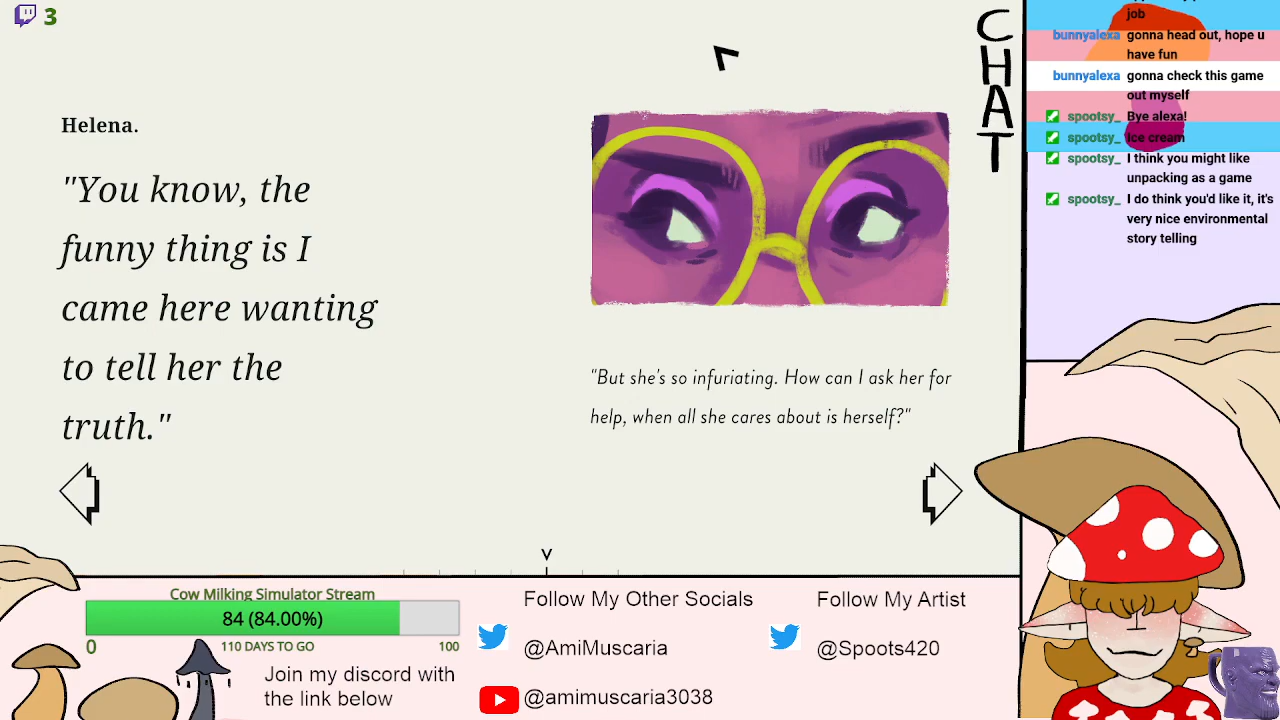 3
Helena.
"You know, the
funny thing is I
came here wanting
to tell her the
truth."
"But she's so infuriating. How can I ask her for
help, when all she cares about is herself?"
CHAT
job
bunnyalexa gonna head out, hope u
have fun
bunnyalexa gonna check this game
out myself
spootsy_ Bye alexa!
spootsy_ Ice cream
spootsy_ I think you might like
unpacking as a game
spootsy_ I do think you'd like it, it's
very nice environmental
story telling
Cow Milking Simulator Stream
84 (84.00%)
0 110 DAYS TO GO 100
Join my discord with
the link below
Follow My Other Socials
@AmiMuscaria
@amimuscaria3038
Follow My Artist
@Spoots420